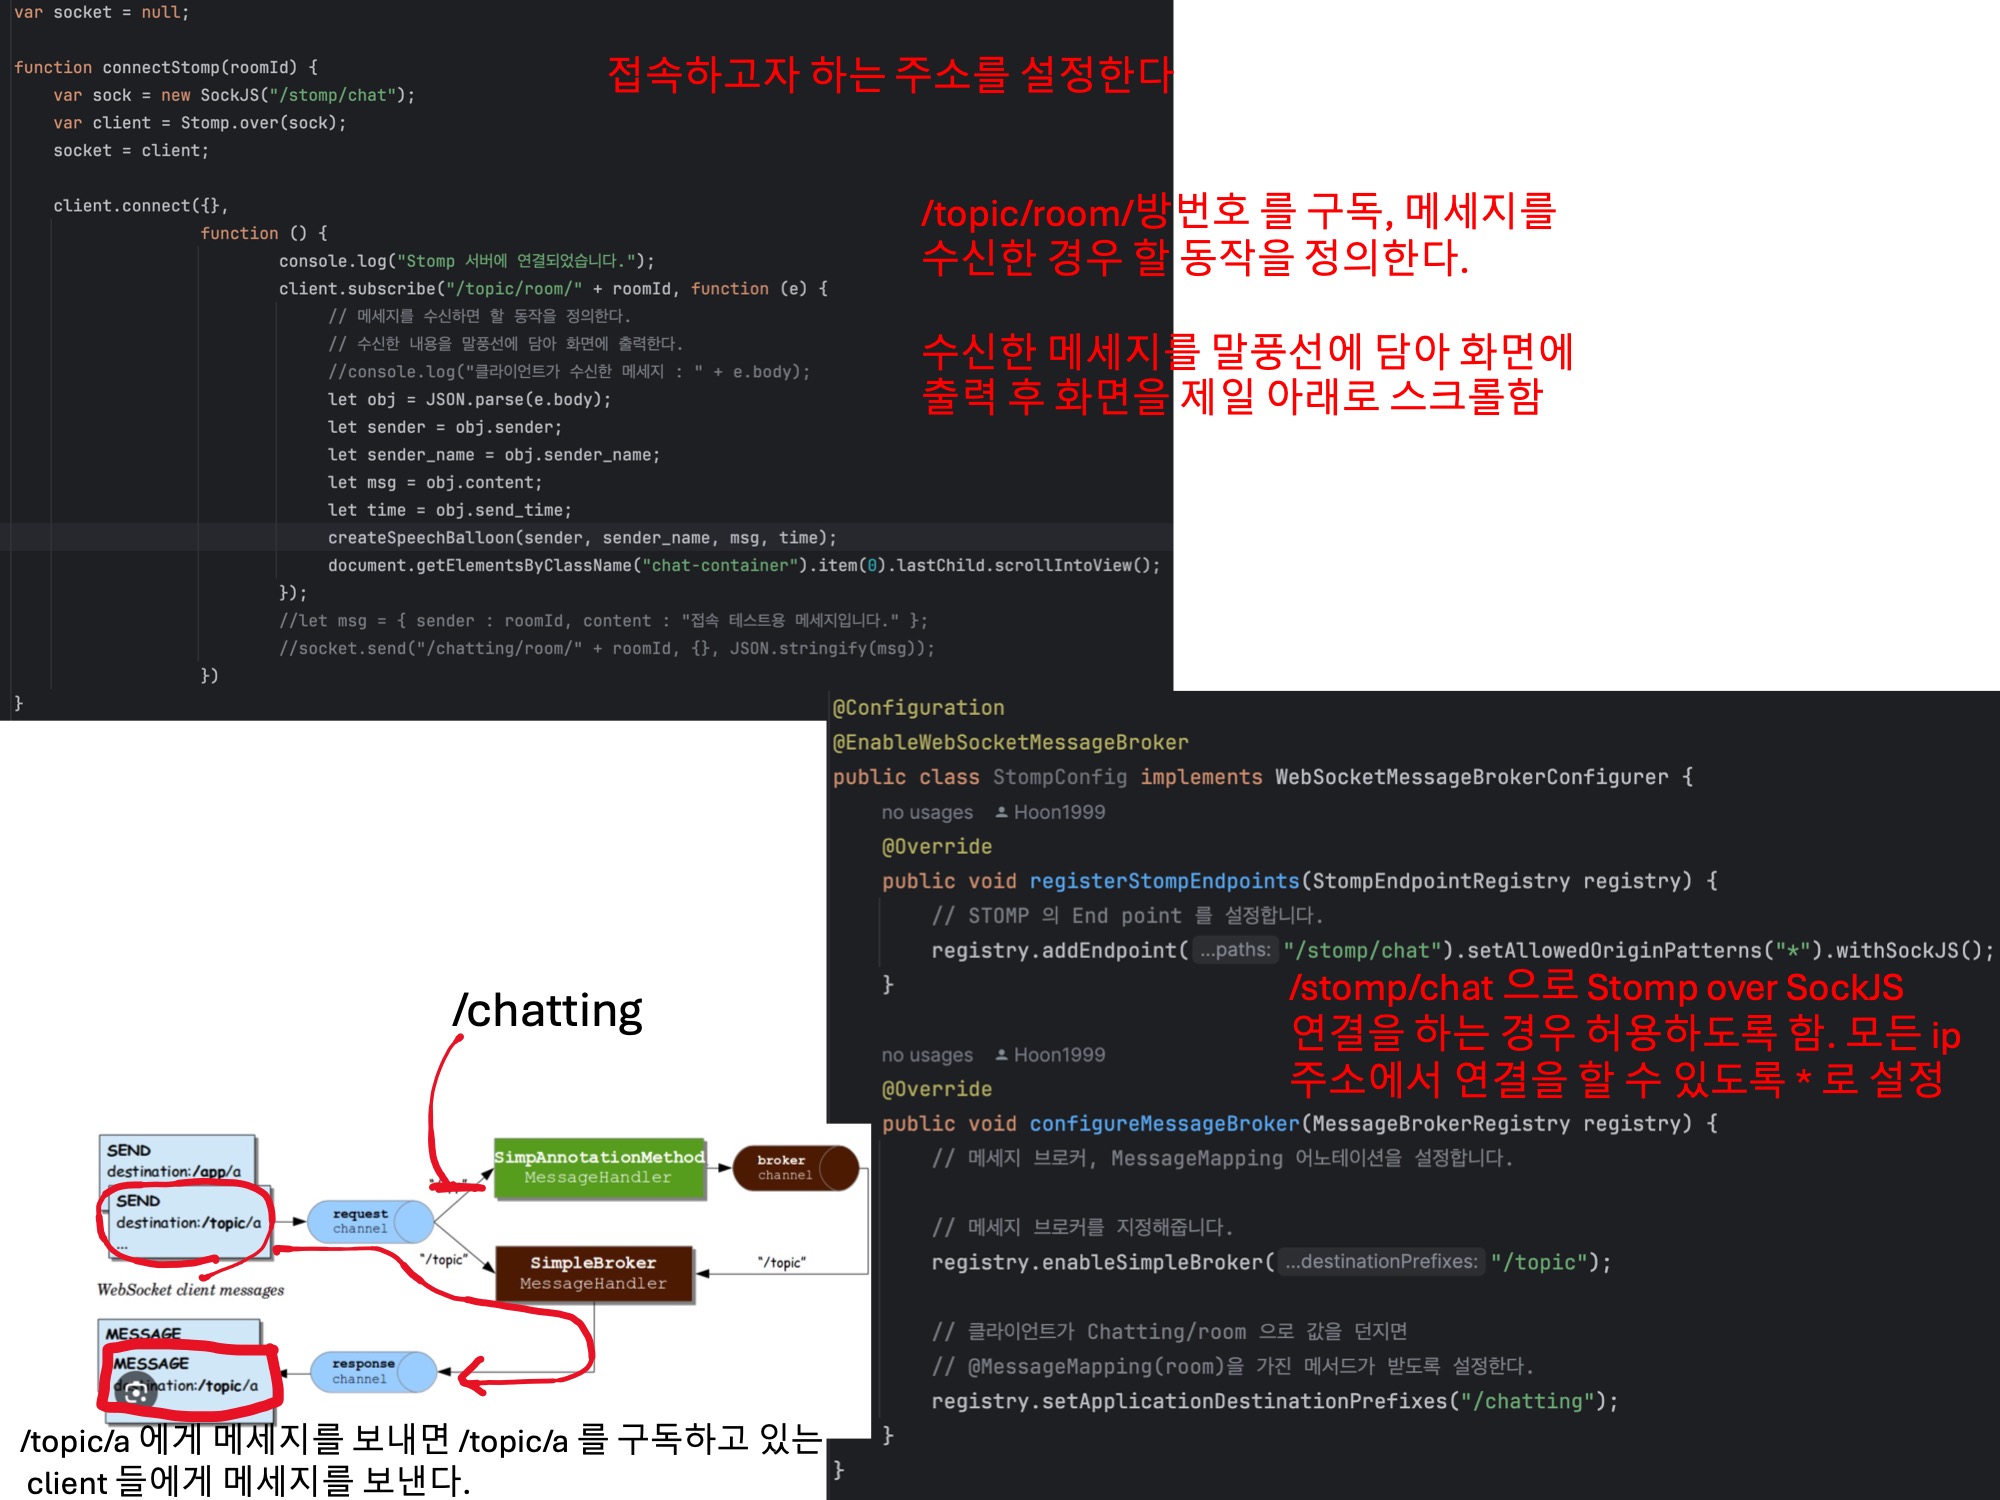 var socket = null;
function connectStomp(roomId) {
var sock = new SockJS("/stomp/chat");
var client = Stomp.over(sock);
socket = client;
client.connect({},
function () {
console.log("Stomp 서버에 연결되었습니다.");
client.subscribe("/topic/room/" + roomId, function (e) {
// 메세지를 수신하면 할 동작을 정의한다.
// 수신한 내용을 말풍선에 담아 화면에 출력한다.
//console.log("클라이언트가 수신한 메세지 : " + e.body);
let obj = JSON.parse(e.body);
let sender = obj.sender;
let sender_name = obj.sender_name;
let msg = obj.content;
let time = obj.send_time;
createSpeechBalloon(sender, sender_name, msg, time);
document.getElementsByClassName("chat-container").item(0).lastChild.scrollIntoView();
});
//let msg = { sender : roomId, content : "접속 테스트용 메세지입니다." };
//socket.send("/chatting/room/" + roomId, {}, JSON.stringify(msg));
})
}
접속하고자 하는 주소를 설정한다
/topic/room/방번호 를 구독, 메세지를
수신한 경우 할 동작을 정의한다.
수신한 메세지를 말풍선에 담아 화면에
출력 후 화면을 제일 아래로 스크롤함
@Configuration
@EnableWebSocketMessageBroker
public class StompConfig implements WebSocketMessageBrokerConfigurer {
no usages Hoon1999
@Override
public void registerStompEndpoints(StompEndpointRegistry registry) {
// STOMP 의 End point 를 설정합니다.
registry.addEndpoint( ...paths: "/stomp/chat").setAllowedOriginPatterns("*").withSockJS();
}
/stomp/chat 으로 Stomp over SockJS
연결을 하는 경우 허용하도록 함. 모든 ip
주소에서 연결을 할 수 있도록 * 로 설정
no usages Hoon1999
@Override
public void configureMessageBroker(MessageBrokerRegistry registry) {
// 메세지 브로커, MessageMapping 어노테이션을 설정합니다.
// 메세지 브로커를 지정해줍니다.
registry.enableSimpleBroker( ...destinationPrefixes: "/topic");
// 클라이언트가 Chatting/room 으로 값을 던지면
// @MessageMapping(room)을 가진 메서드가 받도록 설정한다.
registry.setApplicationDestinationPrefixes("/chatting");
}
}
/chatting
SEND
destination:/app/a
SEND
destination:/topic/a
...
WebSocket client messages
request
channel
SimpAnnotationMethod
MessageHandler
broker
channel
"/topic"
SimpleBroker
MessageHandler
"/topic"
MESSAGE
MESSAGE
destination:/topic/a
response
channel
/topic/a 에게 메세지를 보내면 /topic/a 를 구독하고 있는
client 들에게 메세지를 보낸다.